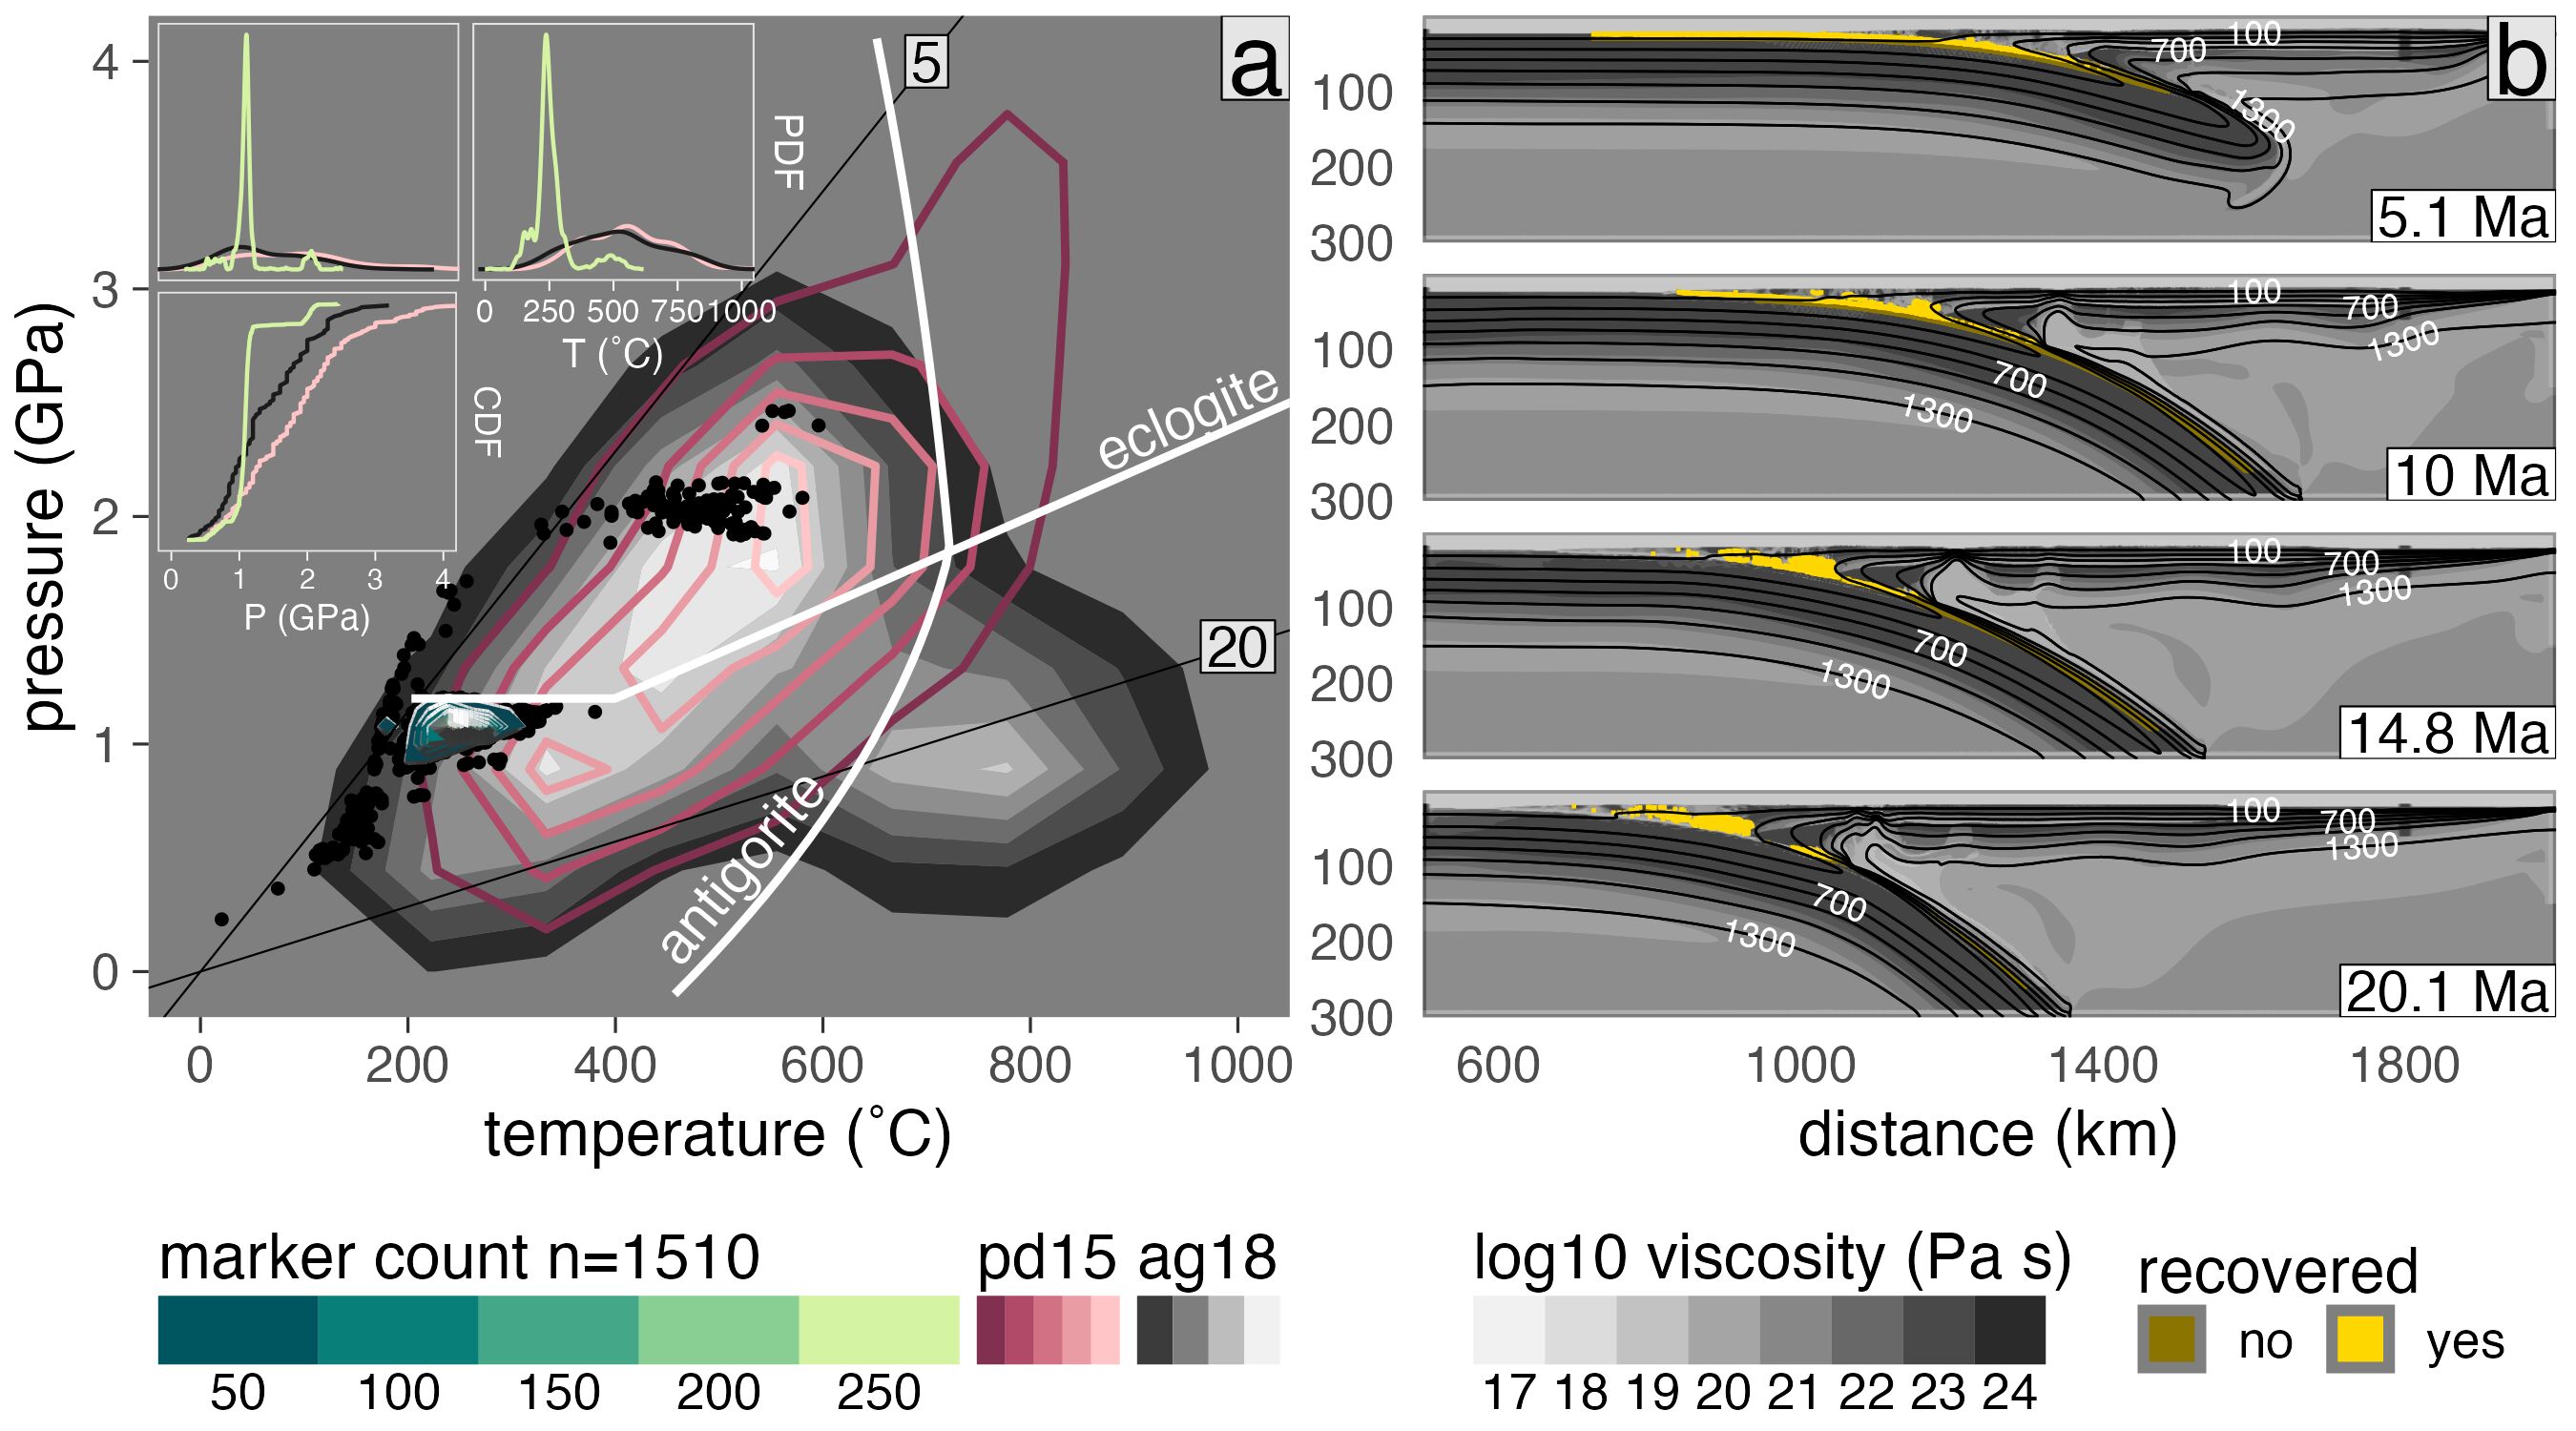 a
5
20
eclogite
antigorite
pressure (GPa)
4
3
2
1
0
0 200 400 600 800 1000
temperature (˚C)
PDF
0 250 500 750 1000
T (˚C)
CDF
0 1 2 3 4
P (GPa)
b
100
700
1300
100
200
300
5.1 Ma
100
700
1300
700
1300
100
200
300
10 Ma
100
700
1300
700
1300
100
200
300
14.8 Ma
100
700
1300
700
1300
100
200
300
20.1 Ma
600 1000 1400 1800
distance (km)
marker count n=1510
50 100 150 200 250
pd15 ag18
log10 viscosity (Pa s)
17 18 19 20 21 22 23 24
recovered
no yes